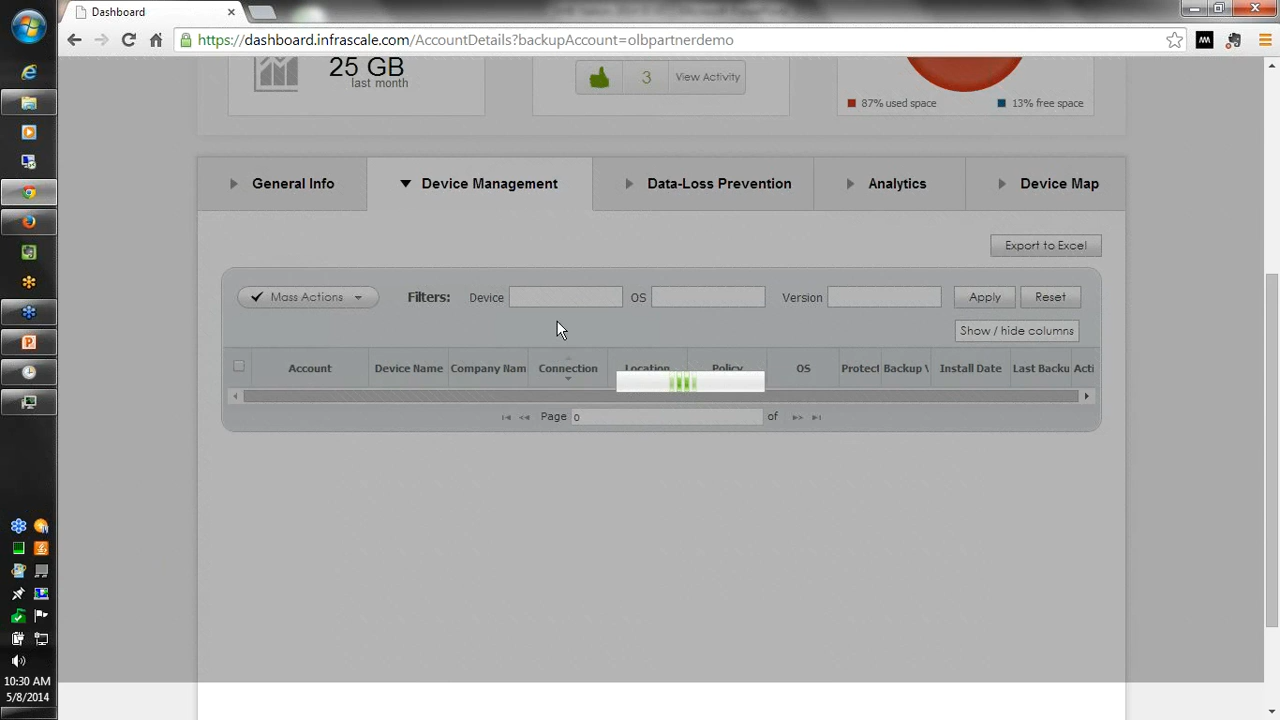 Dashboard
https://dashboard.infrascale.com/AccountDetails?backupAccount=olbpartnerdemo
25 GB
last month
3
View Activity
87% used space
13% free space
General Info
Device Management
Data-Loss Prevention
Analytics
Device Map
Export to Excel
Mass Actions
Filters:
Device
OS
Version
Apply
Reset
Show / hide columns
Account
Device Name
Company Nam
Connection
Location
Policy
OS
Protect
Backup V
Install Date
Last Backu
Acti
Page
0
of
10:30 AM
5/8/2014